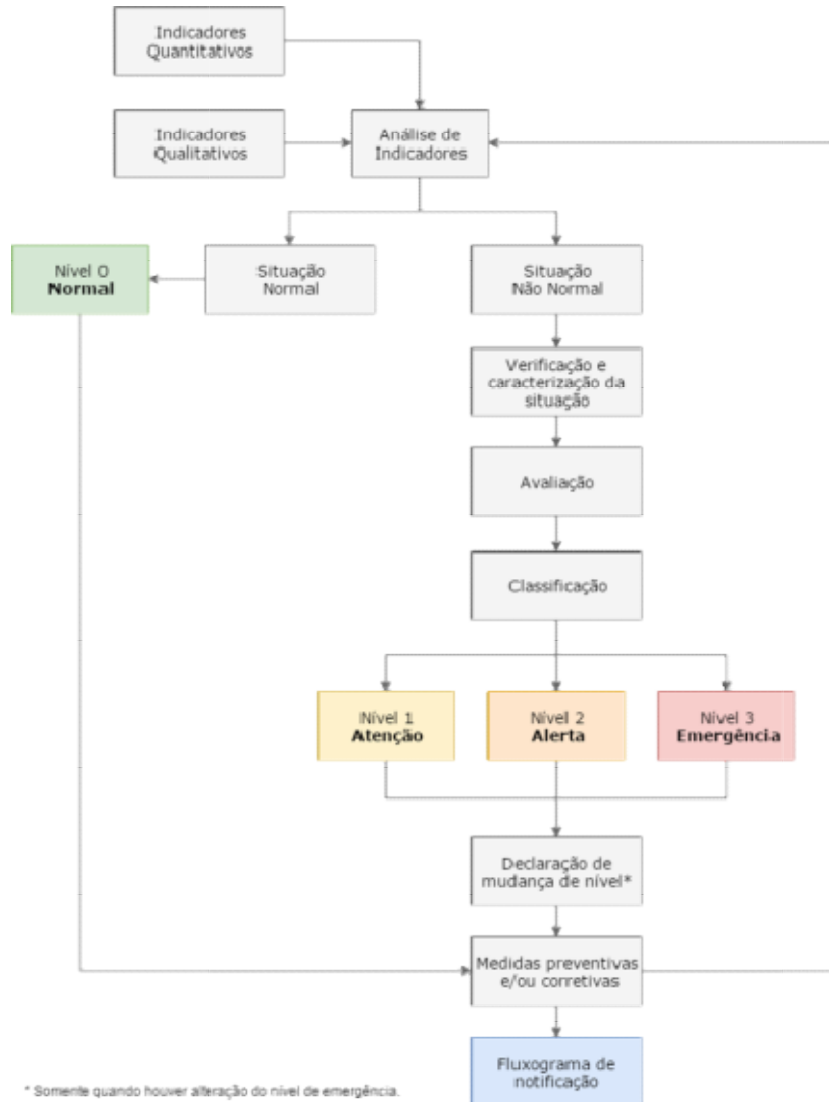 Indicadores
Quantitativos
Indicadores
Qualitativos
Análise de
Indicadores
Nível 0
Normal
Situação
Normal
Situação
Não Normal
Verificação e
caracterização da
situação
Avaliação
Classificação
Nível 1
Atenção
Nível 2
Alerta
Nível 3
Emergência
Declaração de
mudança de nível*
Medidas preventivas
e/ou corretivas
Fluxograma de
notificação
* Somente quando houver alteração do nível de emergência.